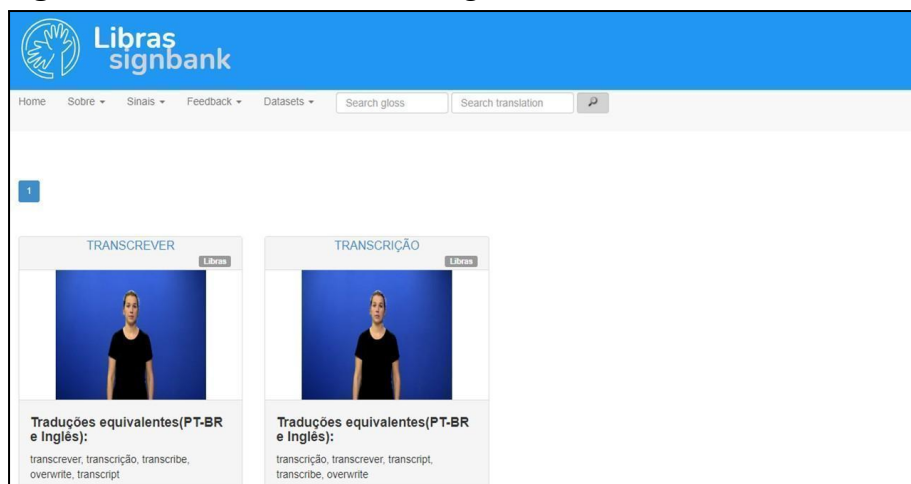 Libras
signbank
Home Sobre Sinais Feedback Datasets Search gloss Search translation
1
TRANSCREVER
Libras
TRANSCRIÇÃO
Libras
Traduções equivalentes(PT-BR
e Inglês):
transcrever, transcrição, transcribe,
overwrite, transcript
Traduções equivalentes(PT-BR
e Inglês):
transcrição, transcrever, transcript,
transcribe, overwrite